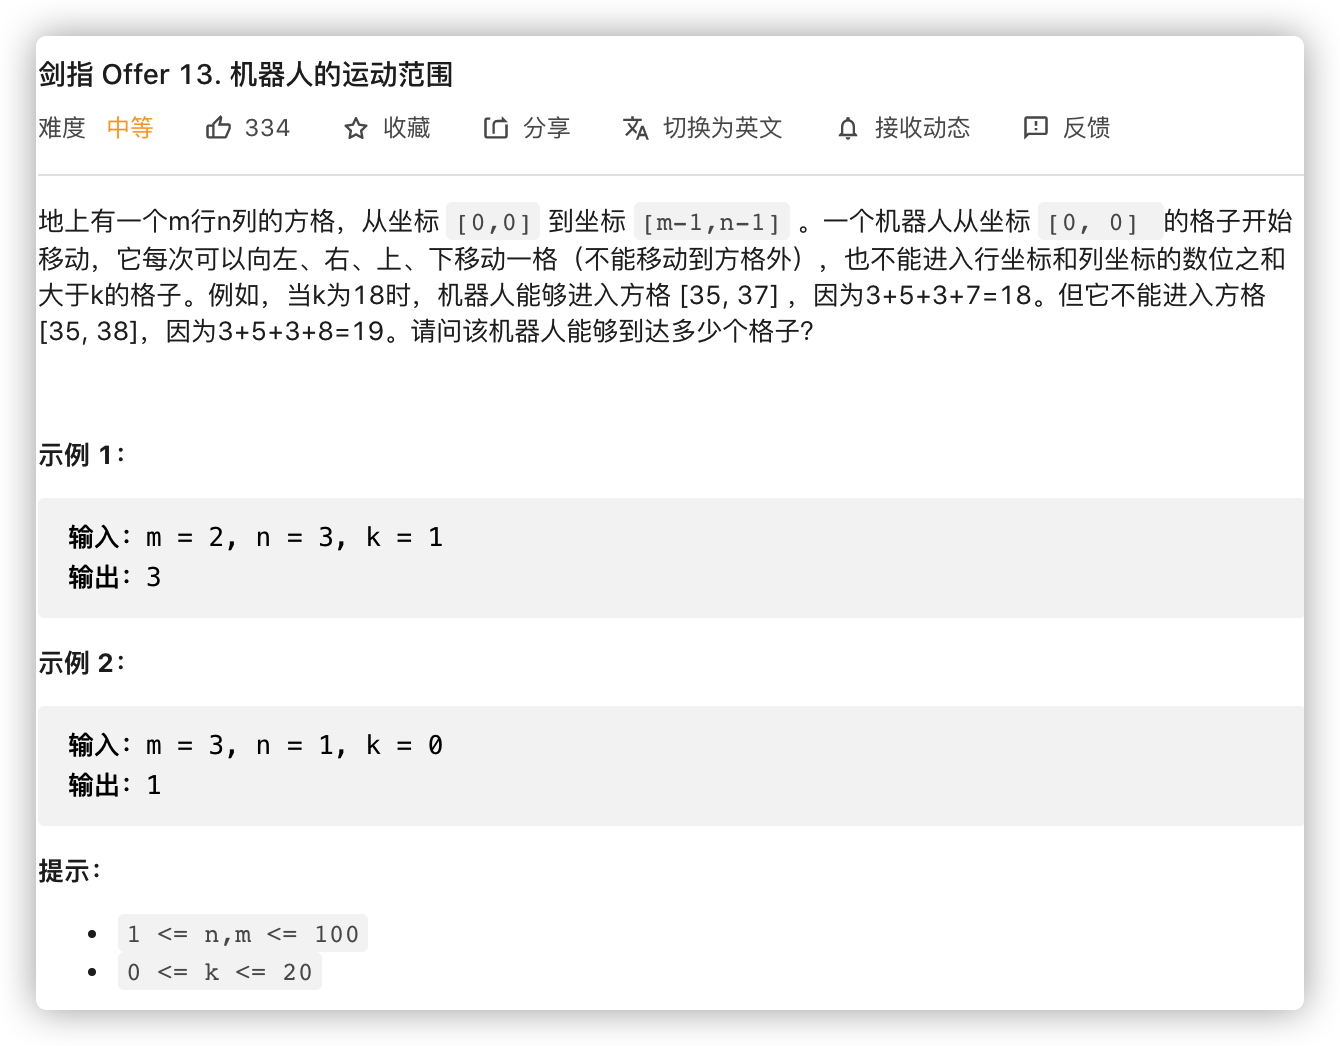 剑指 Offer 13. 机器人的运动范围
难度 中等 334 收藏 分享 切换为英文 接收动态 反馈
地上有一个m行n列的方格，从坐标 [0,0] 到坐标 [m-1,n-1] 。一个机器人从坐标 [0, 0] 的格子开始
移动，它每次可以向左、右、上、下移动一格（不能移动到方格外），也不能进入行坐标和列坐标的数位之和
大于k的格子。例如，当k为18时，机器人能够进入方格 [35, 37] ，因为3+5+3+7=18。但它不能进入方格
[35, 38]，因为3+5+3+8=19。请问该机器人能够到达多少个格子?
示例 1：
输入：m = 2, n = 3, k = 1
输出：3
示例 2：
输入：m = 3, n = 1, k = 0
输出：1
提示：
• 1 <= n,m <= 100
• 0 <= k <= 20